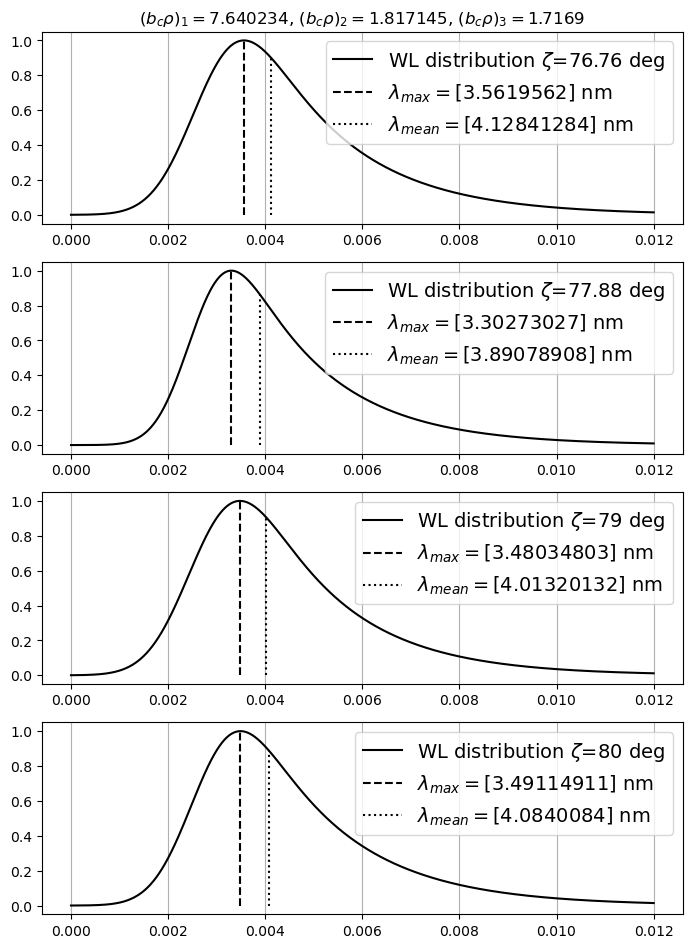 (b_cρ)_1 = 7.640234, (b_cρ)_2 = 1.817145, (b_cρ)_3 = 1.7169
1.0
0.8
0.6
0.4
0.2
0.0
WL distribution ζ=76.76 deg
λ_max = [3.5619562] nm
λ_mean = [4.12841284] nm
0.000 0.002 0.004 0.006 0.008 0.010 0.012
1.0
0.8
0.6
0.4
0.2
0.0
WL distribution ζ=77.88 deg
λ_max = [3.30273027] nm
λ_mean = [3.89078908] nm
0.000 0.002 0.004 0.006 0.008 0.010 0.012
1.0
0.8
0.6
0.4
0.2
0.0
WL distribution ζ=79 deg
λ_max = [3.48034803] nm
λ_mean = [4.01320132] nm
0.000 0.002 0.004 0.006 0.008 0.010 0.012
1.0
0.8
0.6
0.4
0.2
0.0
WL distribution ζ=80 deg
λ_max = [3.49114911] nm
λ_mean = [4.0840084] nm
0.000 0.002 0.004 0.006 0.008 0.010 0.012